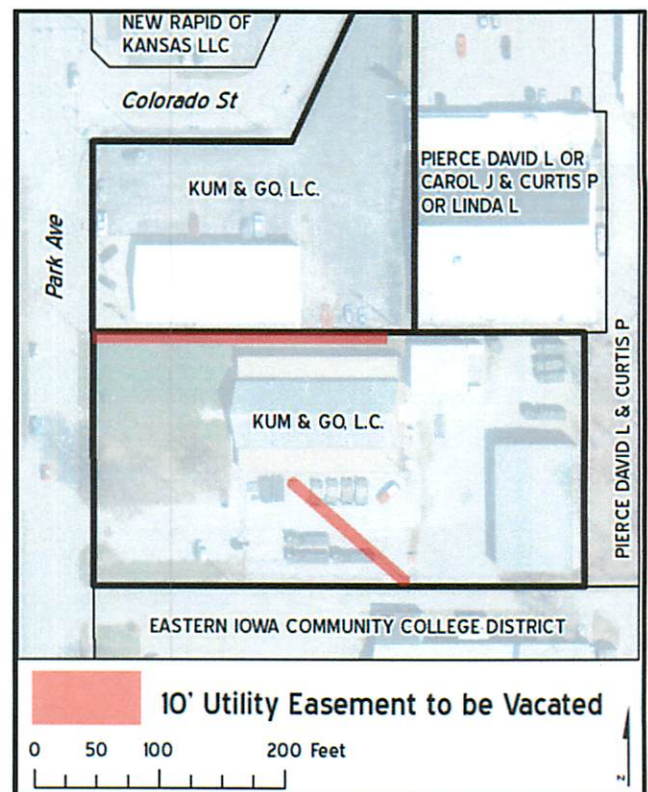 NEW RAPID OF
KANSAS LLC
Colorado St
KUM & GO, L.C.
PIERCE DAVID L OR
CAROL J & CURTIS P
OR LINDA L
Park Ave
KUM & GO, L.C.
PIERCE DAVID L & CURTIS P
EASTERN IOWA COMMUNITY COLLEGE DISTRICT
10' Utility Easement to be Vacated
0 50 100 200 Feet
z